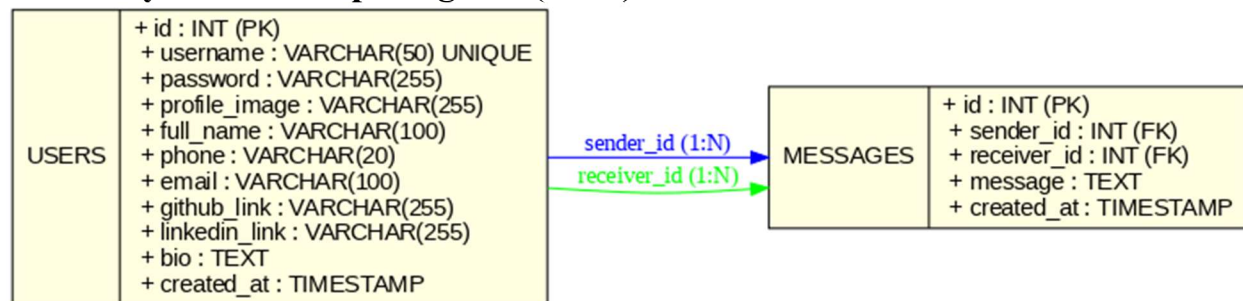 USERS
+ id : INT (PK)
+ username : VARCHAR(50) UNIQUE
+ password : VARCHAR(255)
+ profile_image : VARCHAR(255)
+ full_name : VARCHAR(100)
+ phone : VARCHAR(20)
+ email : VARCHAR(100)
+ github_link : VARCHAR(255)
+ linkedin_link : VARCHAR(255)
+ bio : TEXT
+ created_at : TIMESTAMP
sender_id (1:N)
receiver_id (1:N)
MESSAGES
+ id : INT (PK)
+ sender_id : INT (FK)
+ receiver_id : INT (FK)
+ message : TEXT
+ created_at : TIMESTAMP